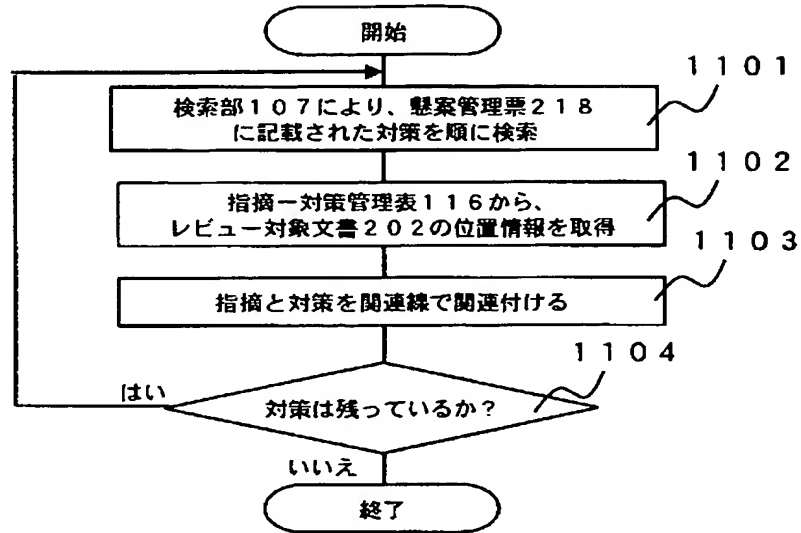 開始
1101
検索部107により、懸案管理票218
に記載された対策を順に検索
1102
指摘－対策管理表116から、
レビュー対象文書202の位置情報を取得
1103
指摘と対策を関連線で関連付ける
1104
はい
対策は残っているか？
いいえ
終了